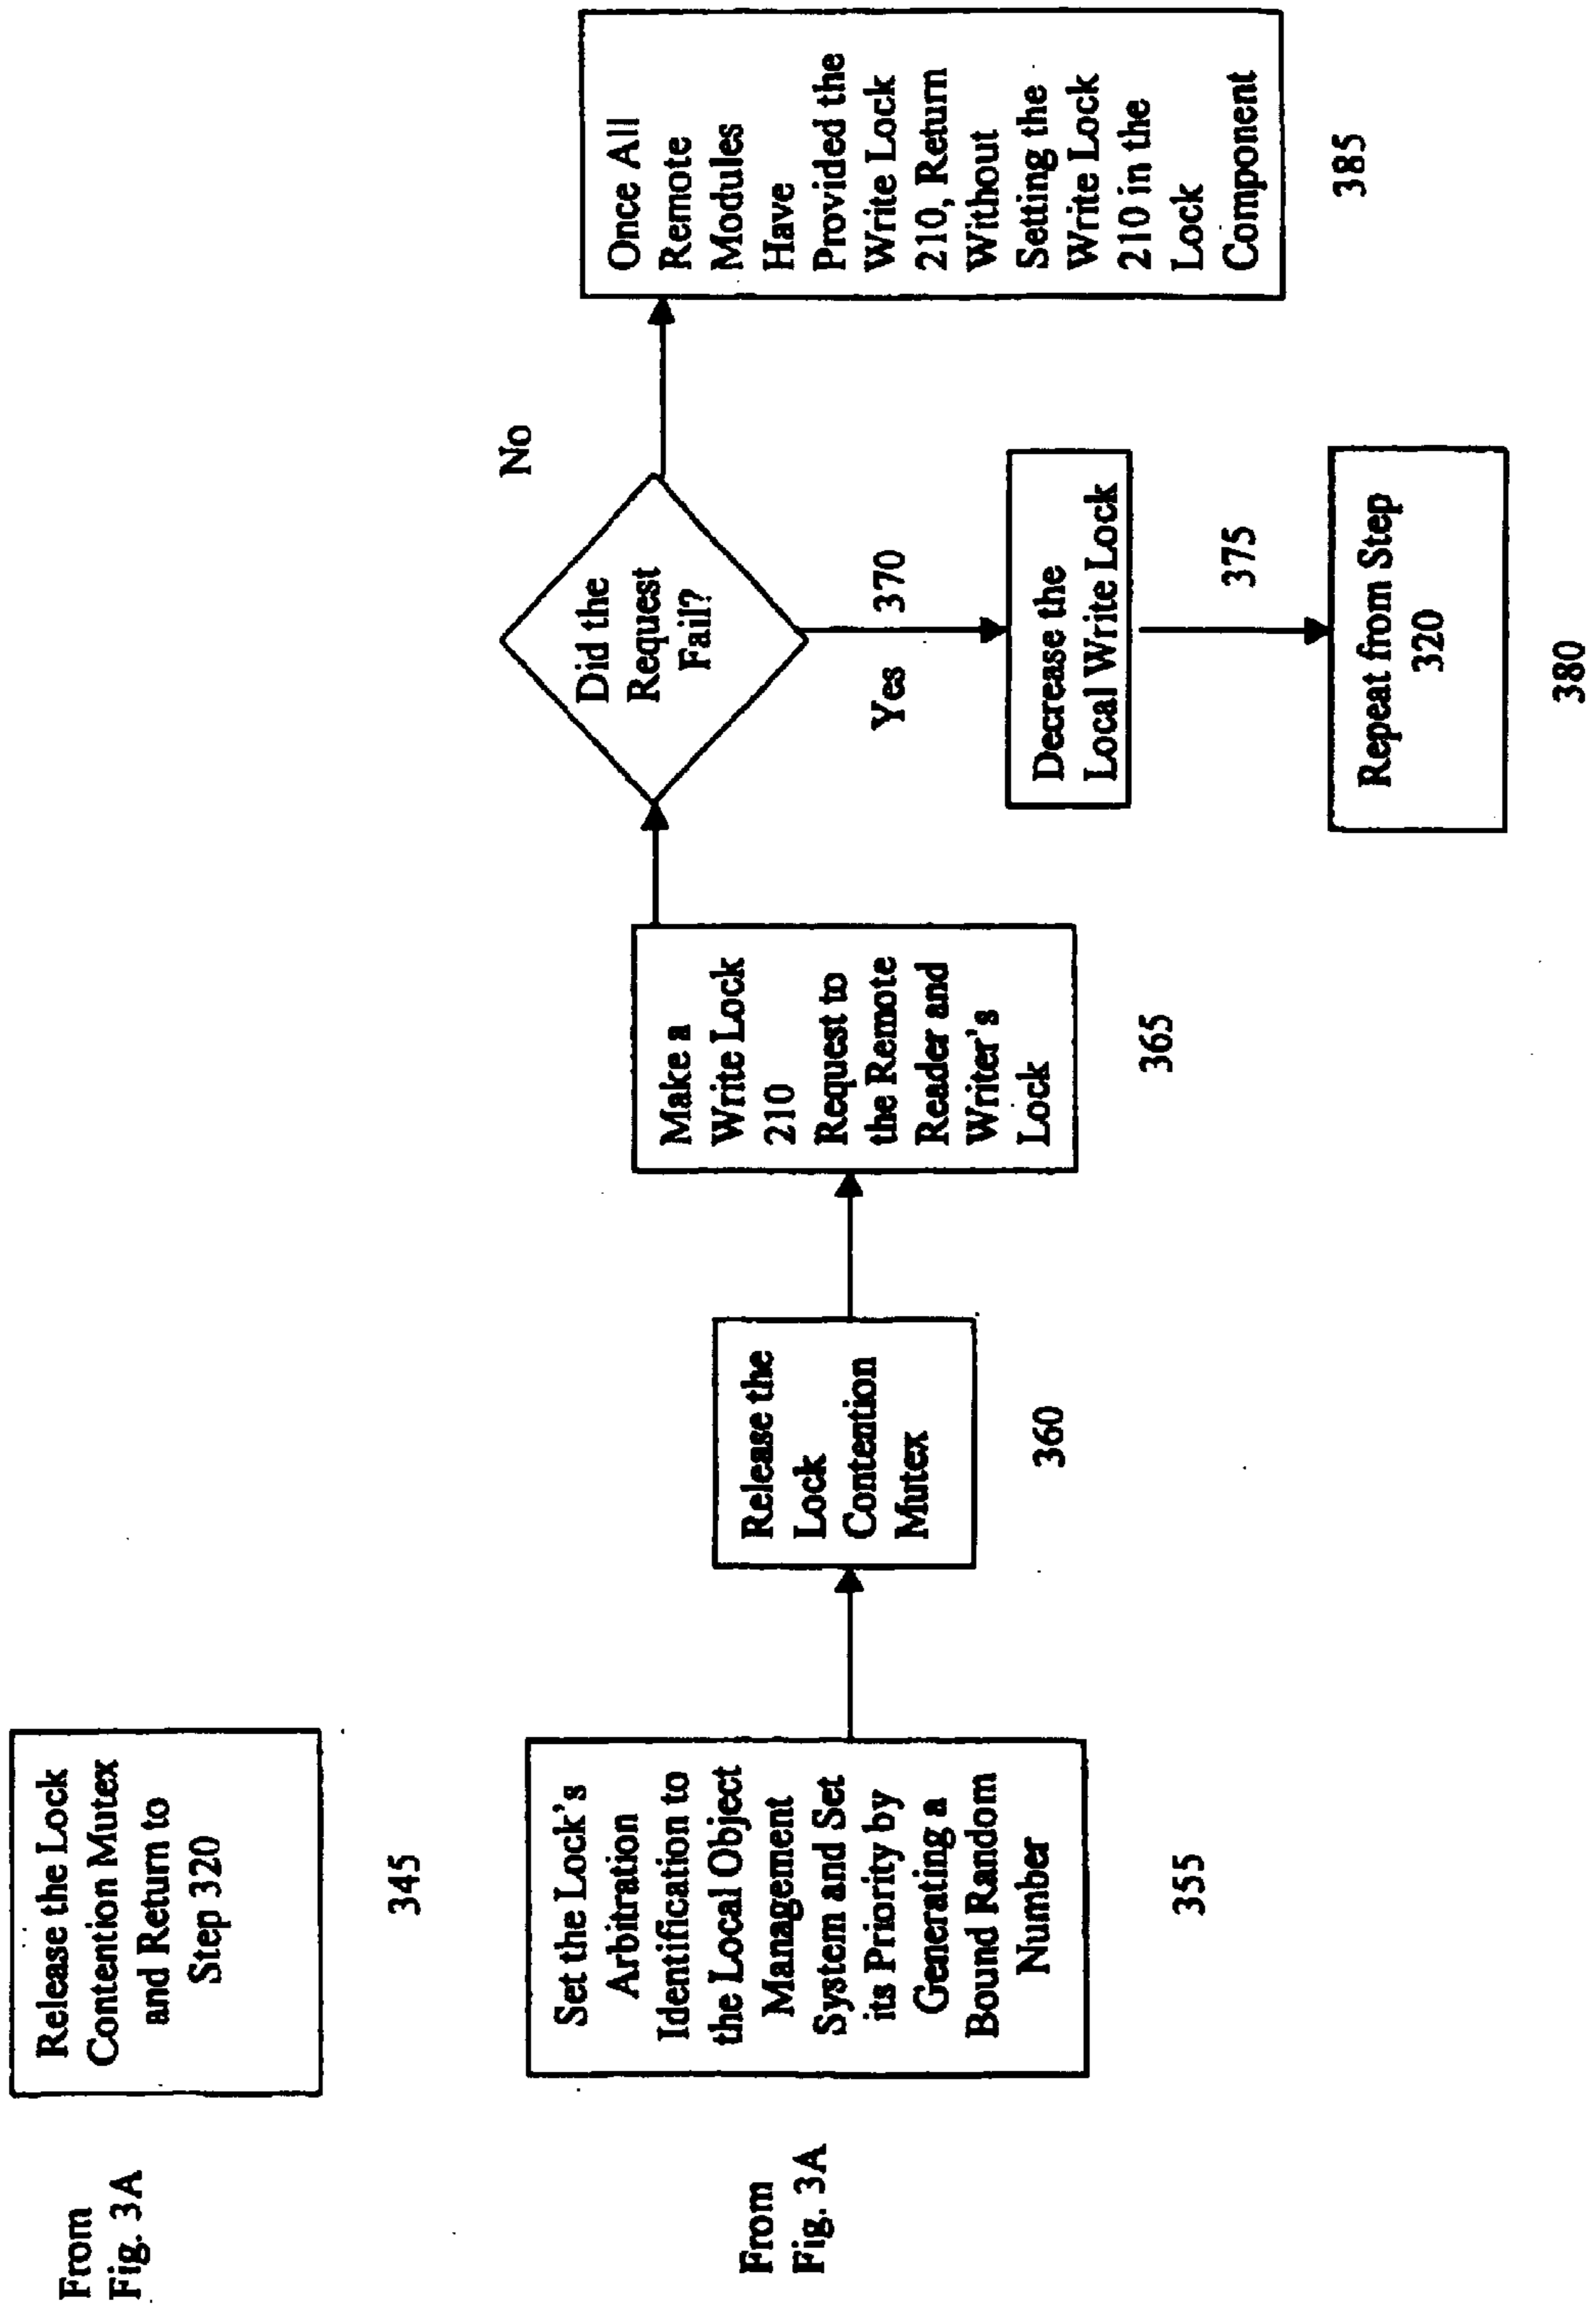 From
Fig. 3A
Release the Lock
Contention Mutex
and Return to
Step 320
345
From
Fig. 3A
Set the Lock's
Arbitration
Identification to
the Local Object
Management
System and Set
its Priority by
Generating a
Bound Random
Number
355
Release the
Lock
Contention
Mutex
360
Make a
Write Lock
210
Request to
the Remote
Reader and
Writer's
Lock
365
Did the
Request
Fail?
No
Yes
370
Decrease the
Local Write Lock
375
Repeat from Step
320
380
Once All
Remote
Modules
Have
Provided the
Write Lock
210, Return
Without
Setting the
Write Lock
210 in the
Lock
Component
385